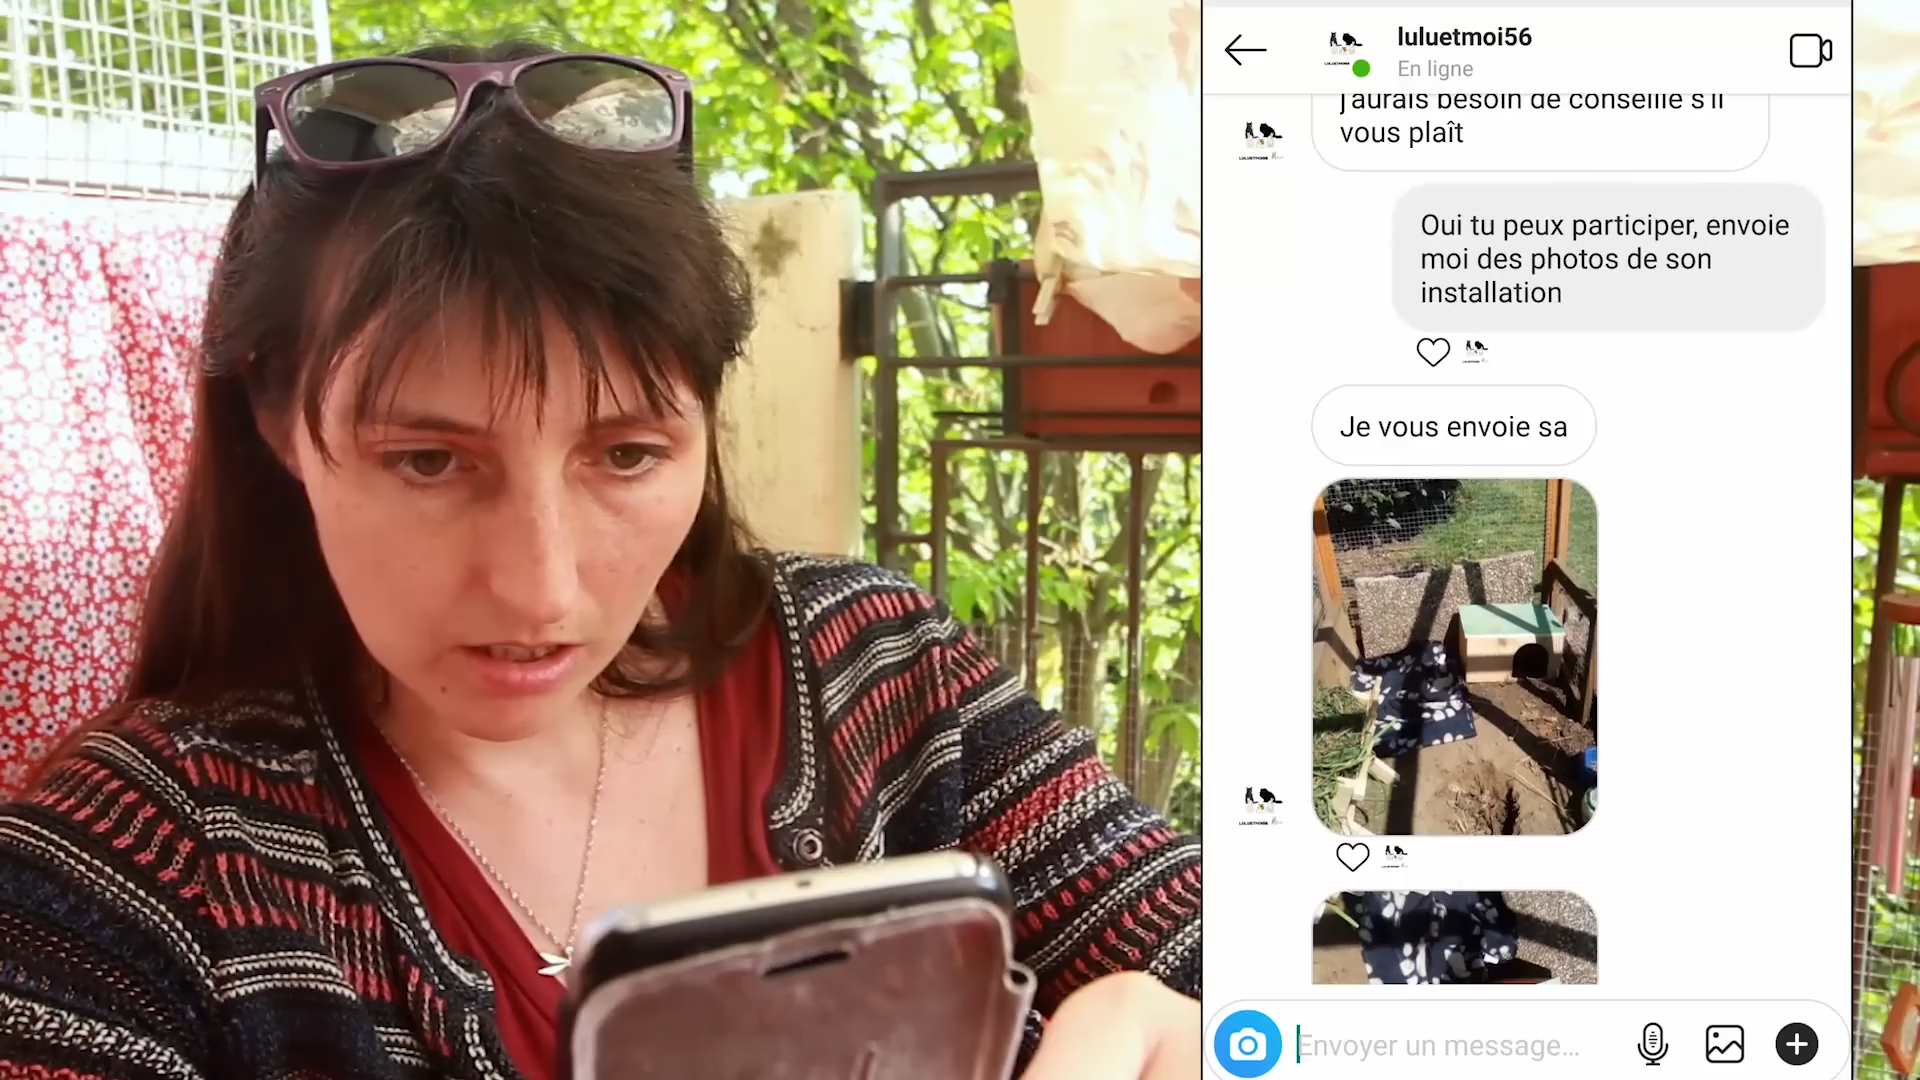 luluetmoi56
En ligne
j'aurais besoin de conseille s'il
vous plaît
Oui tu peux participer, envoie
moi des photos de son
installation
Je vous envoie sa
Envoyer un message...